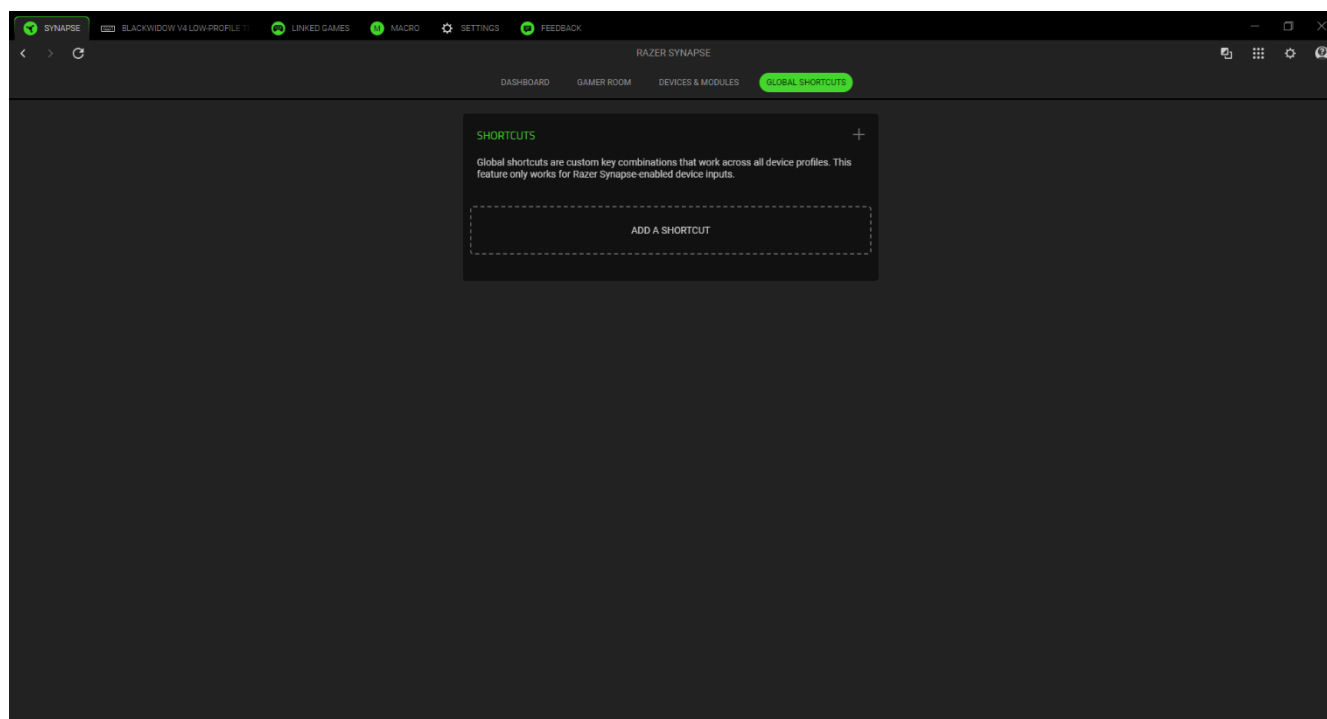 SYNAPSE
BLACKWIDOW V4 LOW-PROFILE
LINKED GAMES
M
MACRO
SETTINGS
FEEDBACK
RAZER SYNAPSE
DASHBOARD
GAMER ROOM
DEVICES & MODULES
GLOBAL SHORTCUTS
SHORTCUTS
Global shortcuts are custom key combinations that work across all device profiles. This
feature only works for Razer Synapse-enabled device inputs.
ADD A SHORTCUT